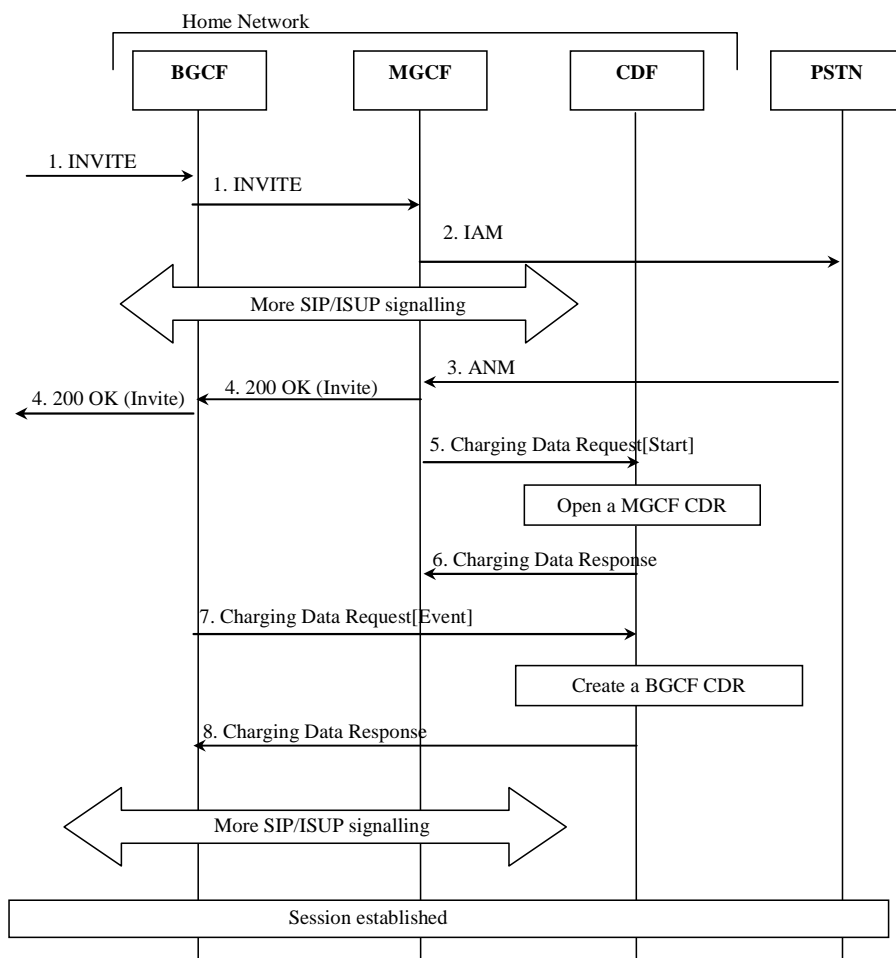 Home Network
BGCF
MGCF
CDF
PSTN
1. INVITE
1. INVITE
2. IAM
More SIP/ISUP signalling
3. ANM
4. 200 OK (Invite)
4. 200 OK (Invite)
5. Charging Data Request[Start]
Open a MGCF CDR
6. Charging Data Response
7. Charging Data Request[Event]
Create a BGCF CDR
8. Charging Data Response
More SIP/ISUP signalling
Session established